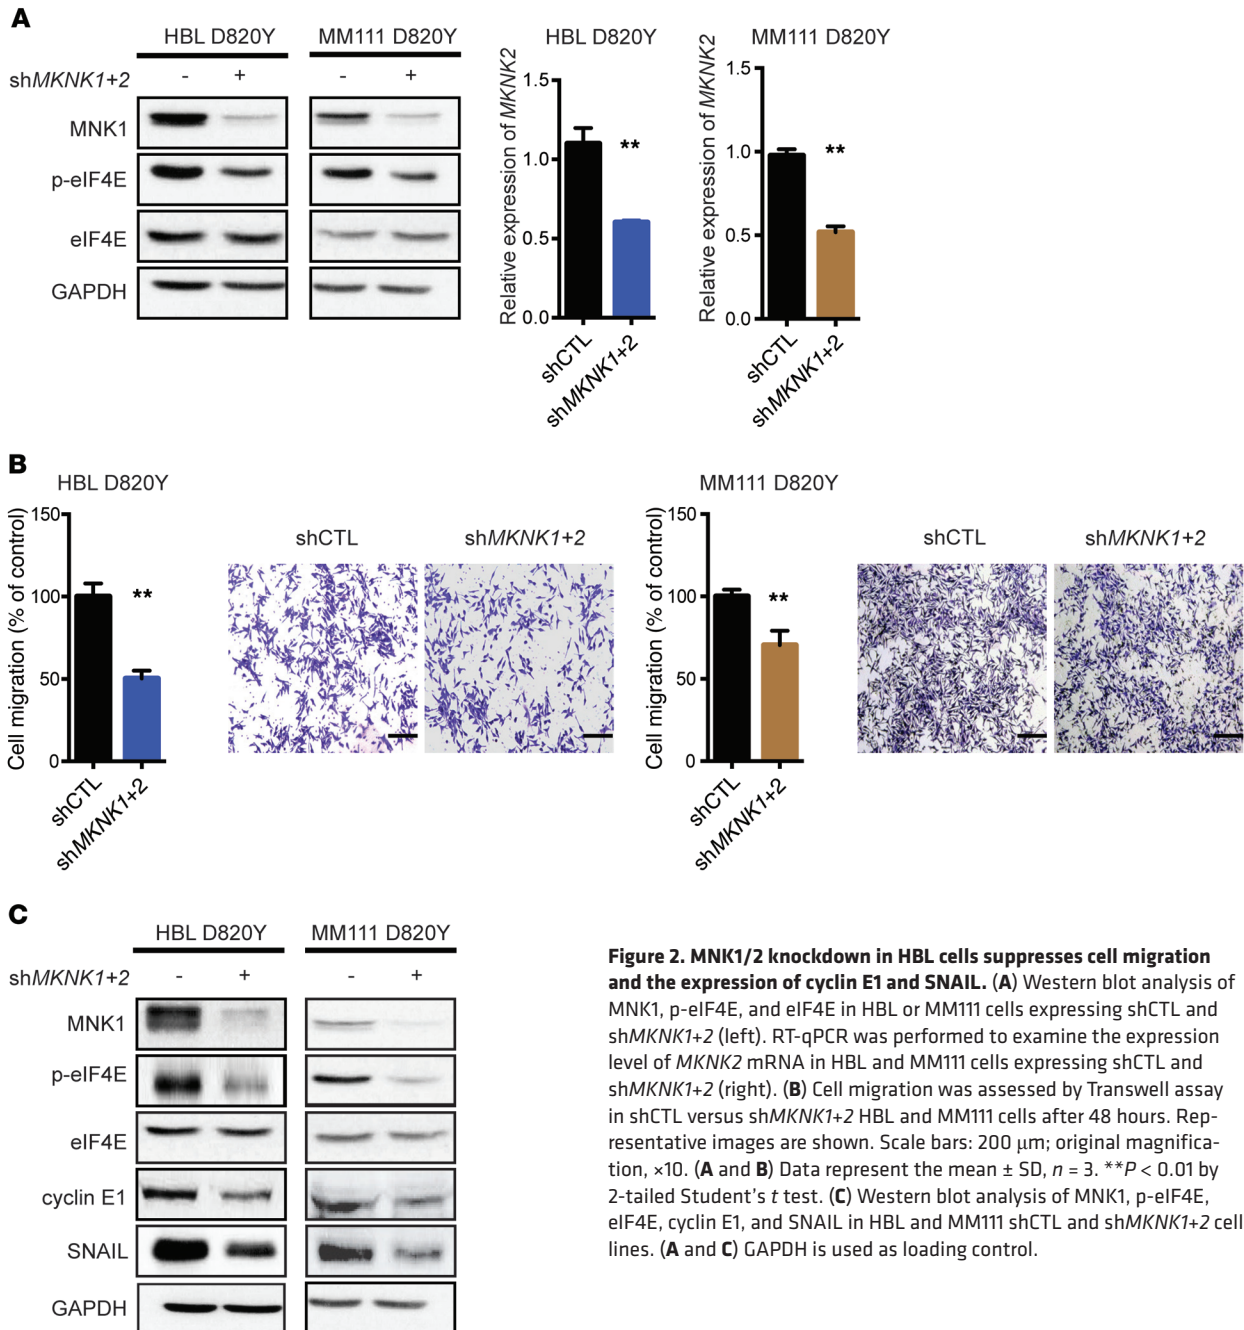 A
HBL D820Y
MM111 D820Y
shMKNK1+2
- +
- +
MNK1
p-eIF4E
eIF4E
GAPDH
HBL D820Y
Relative expression of MKNK2
1.5
1.0
0.5
0.0
**
shCTL
shMKNK1+2
MM111 D820Y
Relative expression of MKNK2
1.5
1.0
0.5
0.0
**
shCTL
shMKNK1+2
B
HBL D820Y
Cell migration (% of control)
150
100
50
0
**
shCTL
shMKNK1+2
shCTL
shMKNK1+2
MM111 D820Y
Cell migration (% of control)
150
100
50
0
**
shCTL
shMKNK1+2
shCTL
shMKNK1+2
C
HBL D820Y
MM111 D820Y
shMKNK1+2
- +
- +
MNK1
p-eIF4E
eIF4E
cyclin E1
SNAIL
GAPDH
Figure 2. MNK1/2 knockdown in HBL cells suppresses cell migration
and the expression of cyclin E1 and SNAIL. (A) Western blot analysis of
MNK1, p-eIF4E, and eIF4E in HBL or MM111 cells expressing shCTL and
shMKNK1+2 (left). RT-qPCR was performed to examine the expression
level of MKNK2 mRNA in HBL and MM111 cells expressing shCTL and
shMKNK1+2 (right). (B) Cell migration was assessed by Transwell assay
in shCTL versus shMKNK1+2 HBL and MM111 cells after 48 hours. Rep-
resentative images are shown. Scale bars: 200 μm; original magnifica-
tion, ×10. (A and B) Data represent the mean ± SD, n = 3. **P < 0.01 by
2-tailed Student's t test. (C) Western blot analysis of MNK1, p-eIF4E,
eIF4E, cyclin E1, and SNAIL in HBL and MM111 shCTL and shMKNK1+2 cell
lines. (A and C) GAPDH is used as loading control.